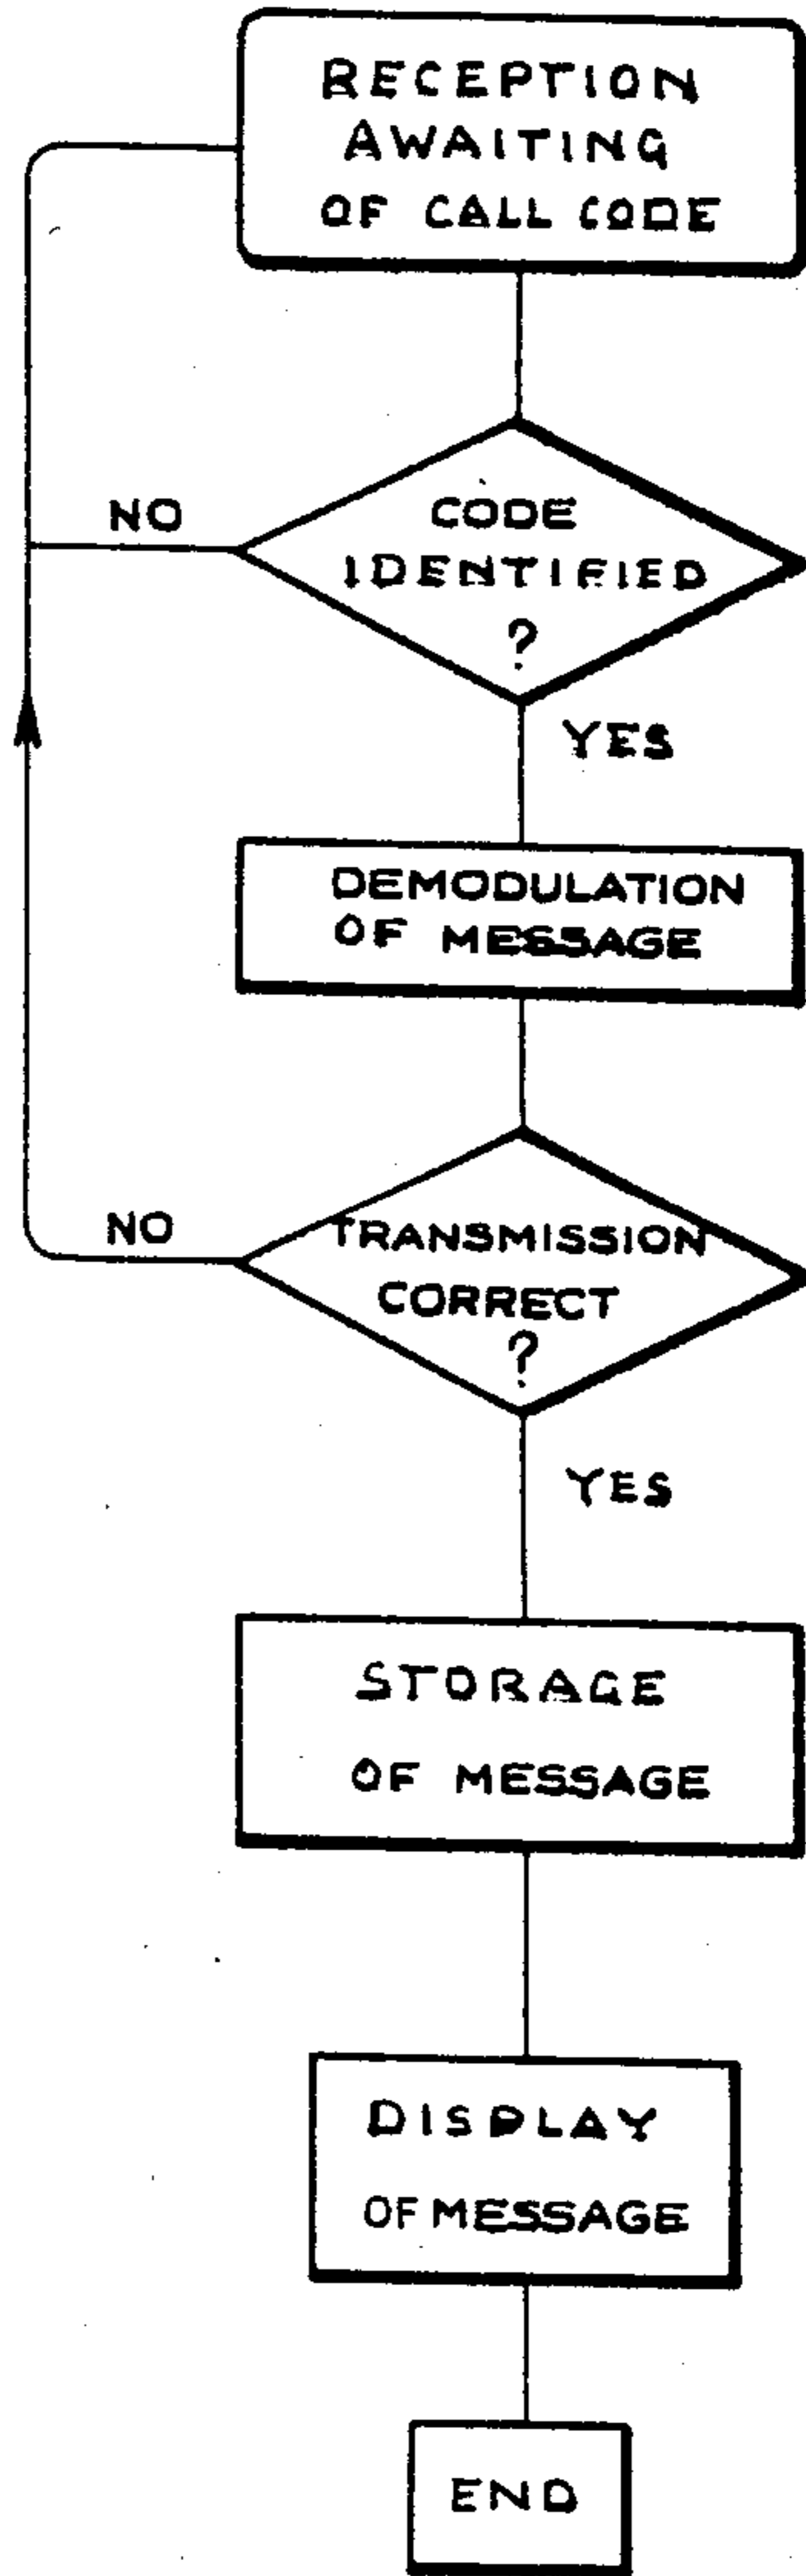 RECEPTION
AWAITING
OF CALL CODE
NO
CODE
IDENTIFIED
?
YES
DEMODULATION
OF MESSAGE
NO
TRANSMISSION
CORRECT
?
YES
STORAGE
OF MESSAGE
DISPLAY
OF MESSAGE
END